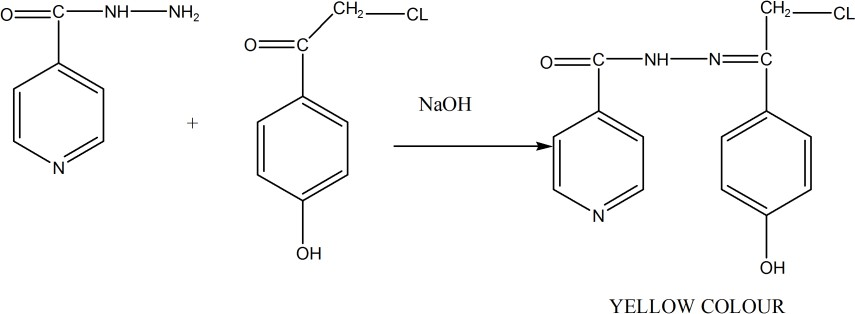 O C NH NH₂
N
+
CH₂ CL
O C
OH
NaOH
CH₂ CL
O C NH N C
N
OH
YELLOW COLOUR